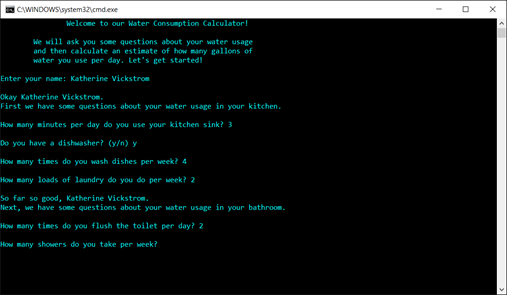 C:\WINDOWS\system32\cmd.exe
Welcome to our Water Consumption Calculator!
We will ask you some questions about your water usage
and then calculate an estimate of how many gallons of
water you use per day. Let's get started!
Enter your name: Katherine Vickstrom
Okay Katherine Vickstrom.
First we have some questions about your water usage in your kitchen.
How many minutes per day do you use your kitchen sink? 3
Do you have a dishwasher? (y/n) y
How many times do you wash dishes per week? 4
How many loads of laundry do you do per week? 2
So far so good, Katherine Vickstrom.
Next, we have some questions about your water usage in your bathroom.
How many times do you flush the toilet per day? 2
How many showers do you take per week?